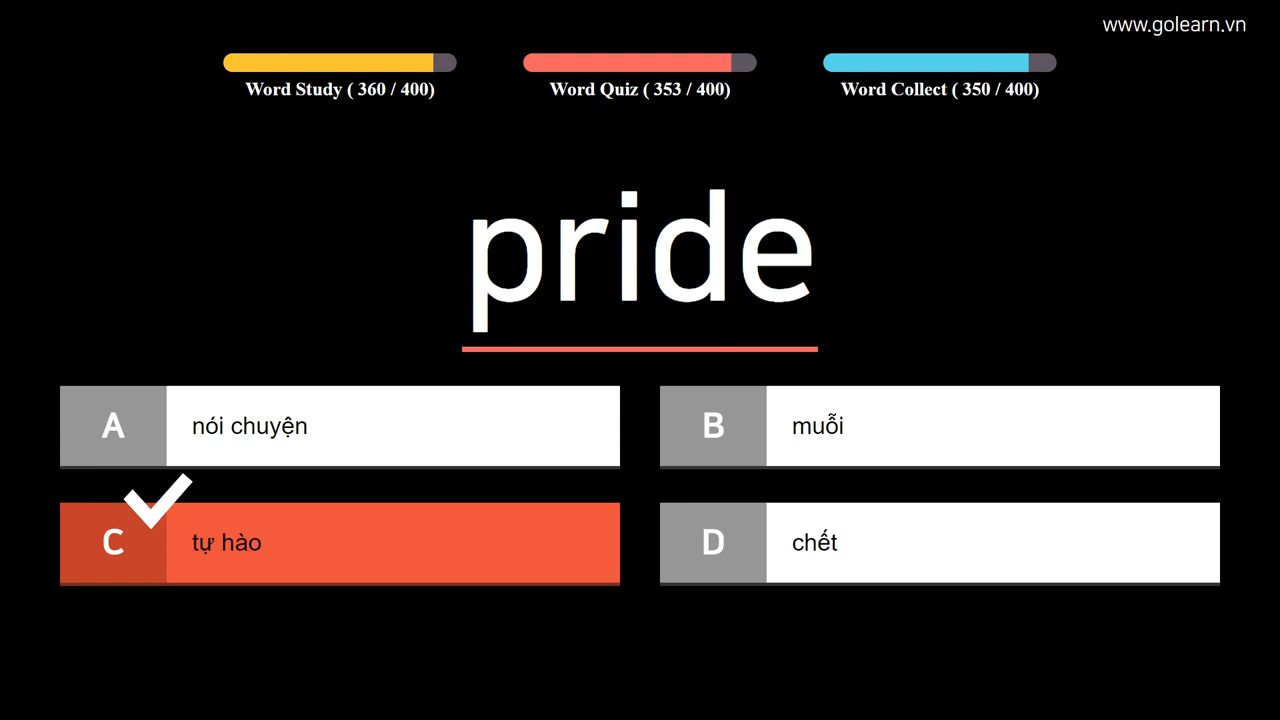 www.golearn.vn
Word Study ( 360 / 400)
Word Quiz ( 353 / 400)
Word Collect ( 350 / 400)
pride
A nói chuyện
B muỗi
C tự hào
D chết